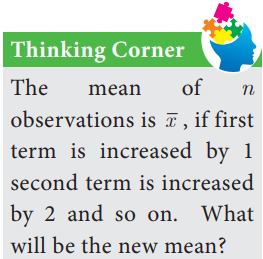 Thinking Corner
The mean of n
observations is x̅ , if first
term is increased by 1
second term is increased
by 2 and so on. What
will be the new mean?